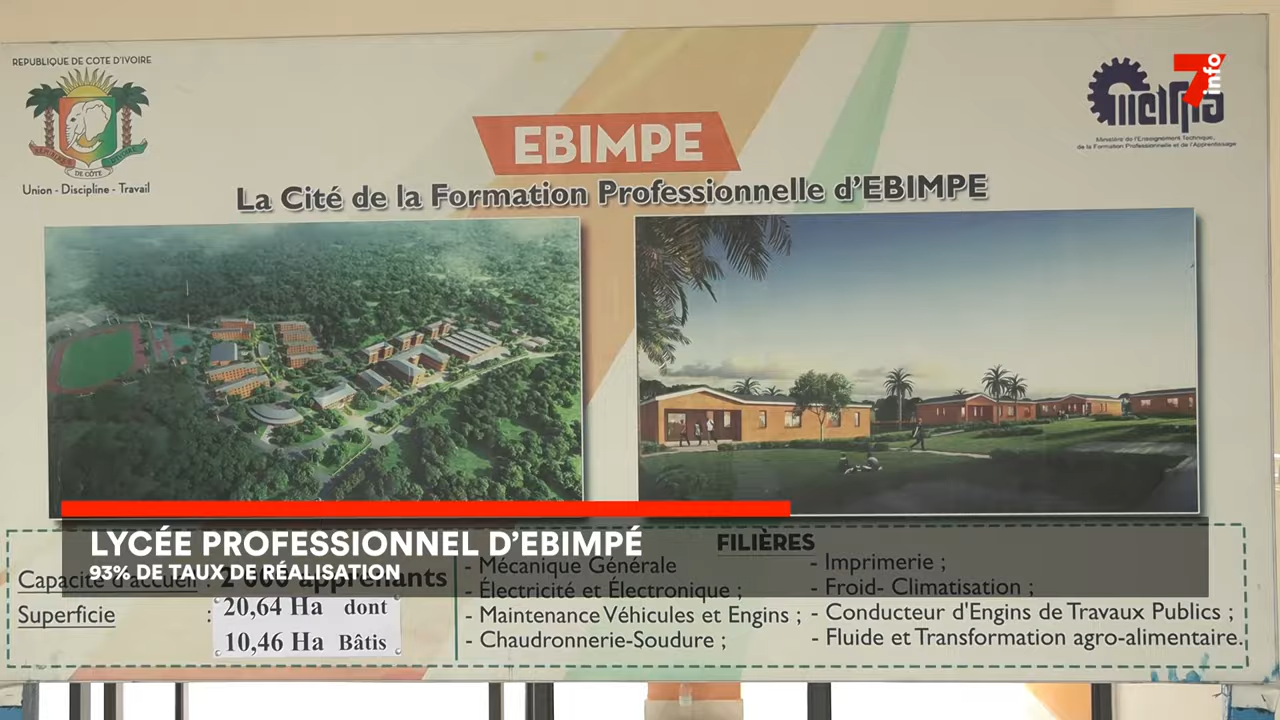 REPUBLIQUE DE COTE D'IVOIRE
Union - Discipline - Travail
7
info
Ministère de l'Enseignement Technique,
de la Formation Professionnelle et de l'Apprentissage
EBIMPE
La Cité de la Formation Professionnelle d'EBIMPE
LYCÉE PROFESSIONNEL D'EBIMPÉ
93% DE TAUX DE RÉALISATION
Capacité d'accueil : 2 000 apprenants
Superficie : 20,64 Ha dont
10,46 Ha Bâtis
FILIÈRES
- Mécanique Générale
- Électricité et Électronique ;
- Maintenance Véhicules et Engins ;
- Chaudronnerie-Soudure ;
- Imprimerie ;
- Froid- Climatisation ;
- Conducteur d'Engins de Travaux Publics ;
- Fluide et Transformation agro-alimentaire.